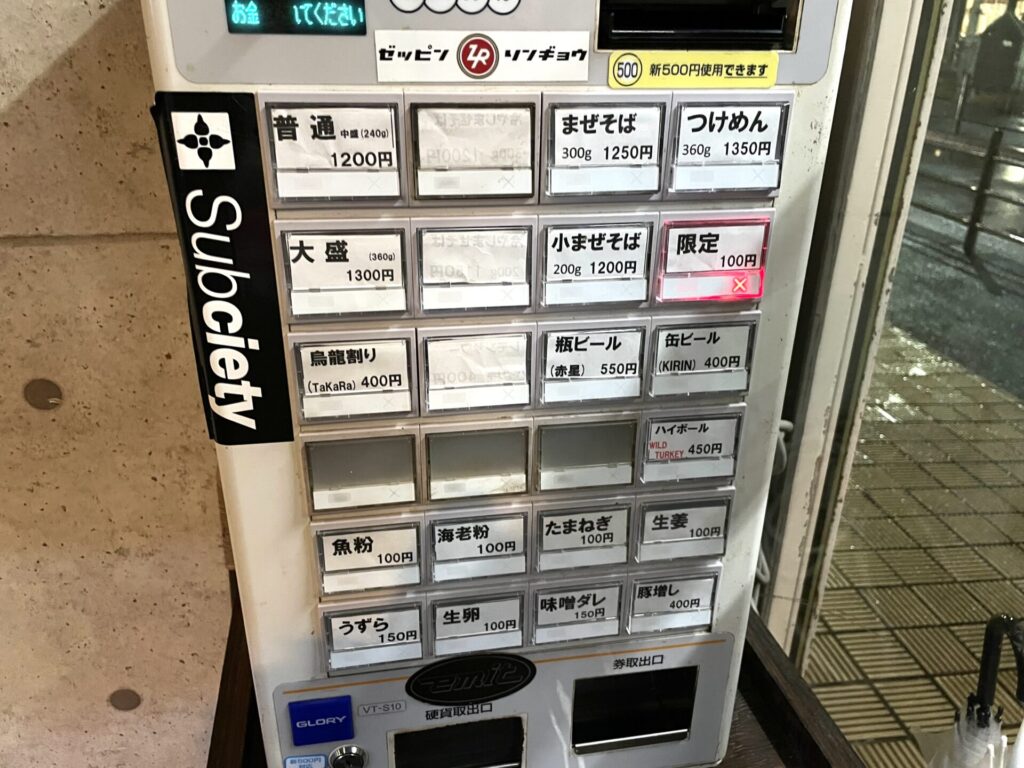 お金 してください
ゼッピン ZR ソンギョウ
500 新500円使用できます
Subciety
普通 中盛(240g)
1200円
まぜそば
300g 1250円
つけめん
360g 1350円
大盛 (360g)
1300円
小まぜそば
200g 1200円
限定
100円
烏龍割り
(TaKaRa) 400円
瓶ビール
(赤星) 550円
缶ビール
(KIRIN) 400円
ハイボール
WILD
TURKEY 450円
魚粉
100円
海老粉
100円
たまねぎ
100円
生姜
100円
うずら
150円
生卵
100円
味噌ダレ
150円
豚増し
400円
emit
券取出口
GLORY
VT-S10
硬貨取出口
新500円
対応